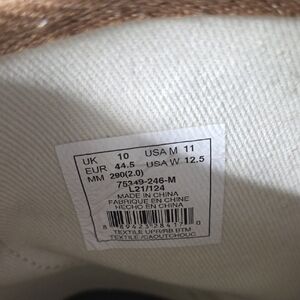 UK 10 USA M 11
EUR 44.5 USA W 12.5
MM 290(2.0)
75349-246-M
L21/124
MADE IN CHINA
FABRIQUE EN CHINE
HECHO EN CHINA
TEXTILE UPR/RB BTM
TEXTILE /CAOUTCHOUC